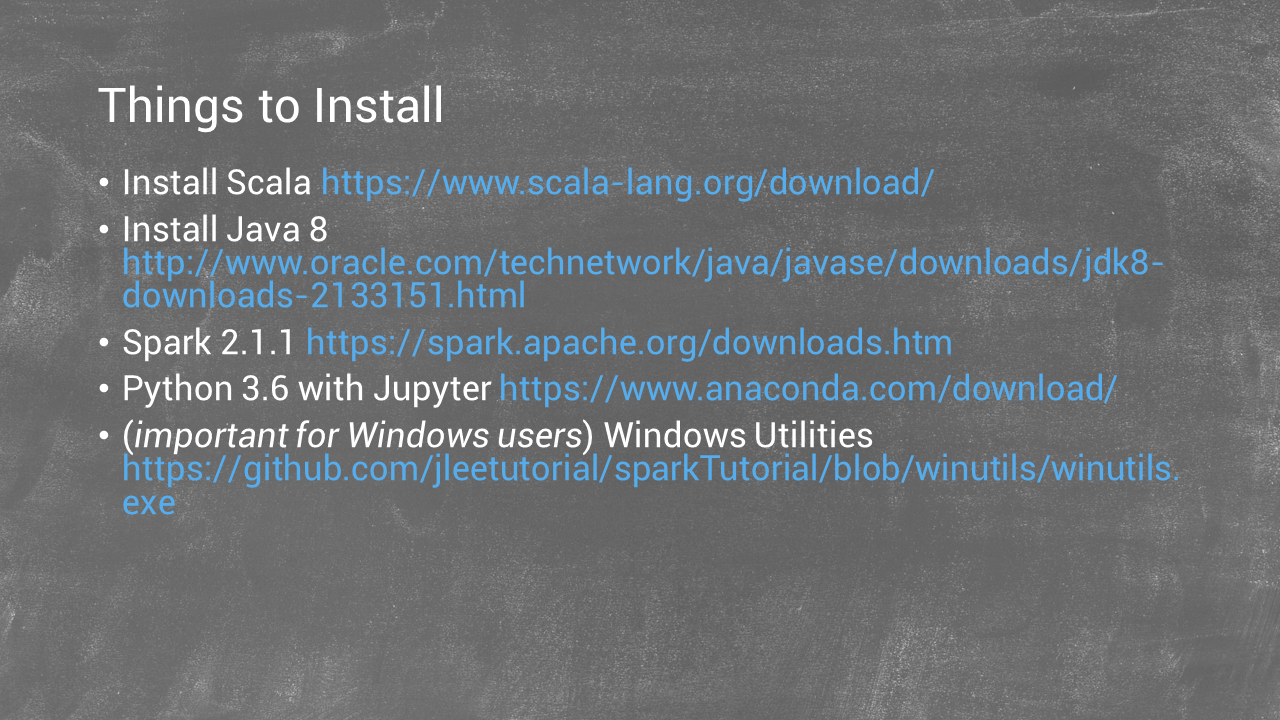 Things to Install
• Install Scala https://www.scala-lang.org/download/
• Install Java 8
http://www.oracle.com/technetwork/java/javase/downloads/jdk8-
downloads-2133151.html
• Spark 2.1.1 https://spark.apache.org/downloads.htm
• Python 3.6 with Jupyter https://www.anaconda.com/download/
• (important for Windows users) Windows Utilities
https://github.com/jleetutorial/sparkTutorial/blob/winutils/winutils.
exe